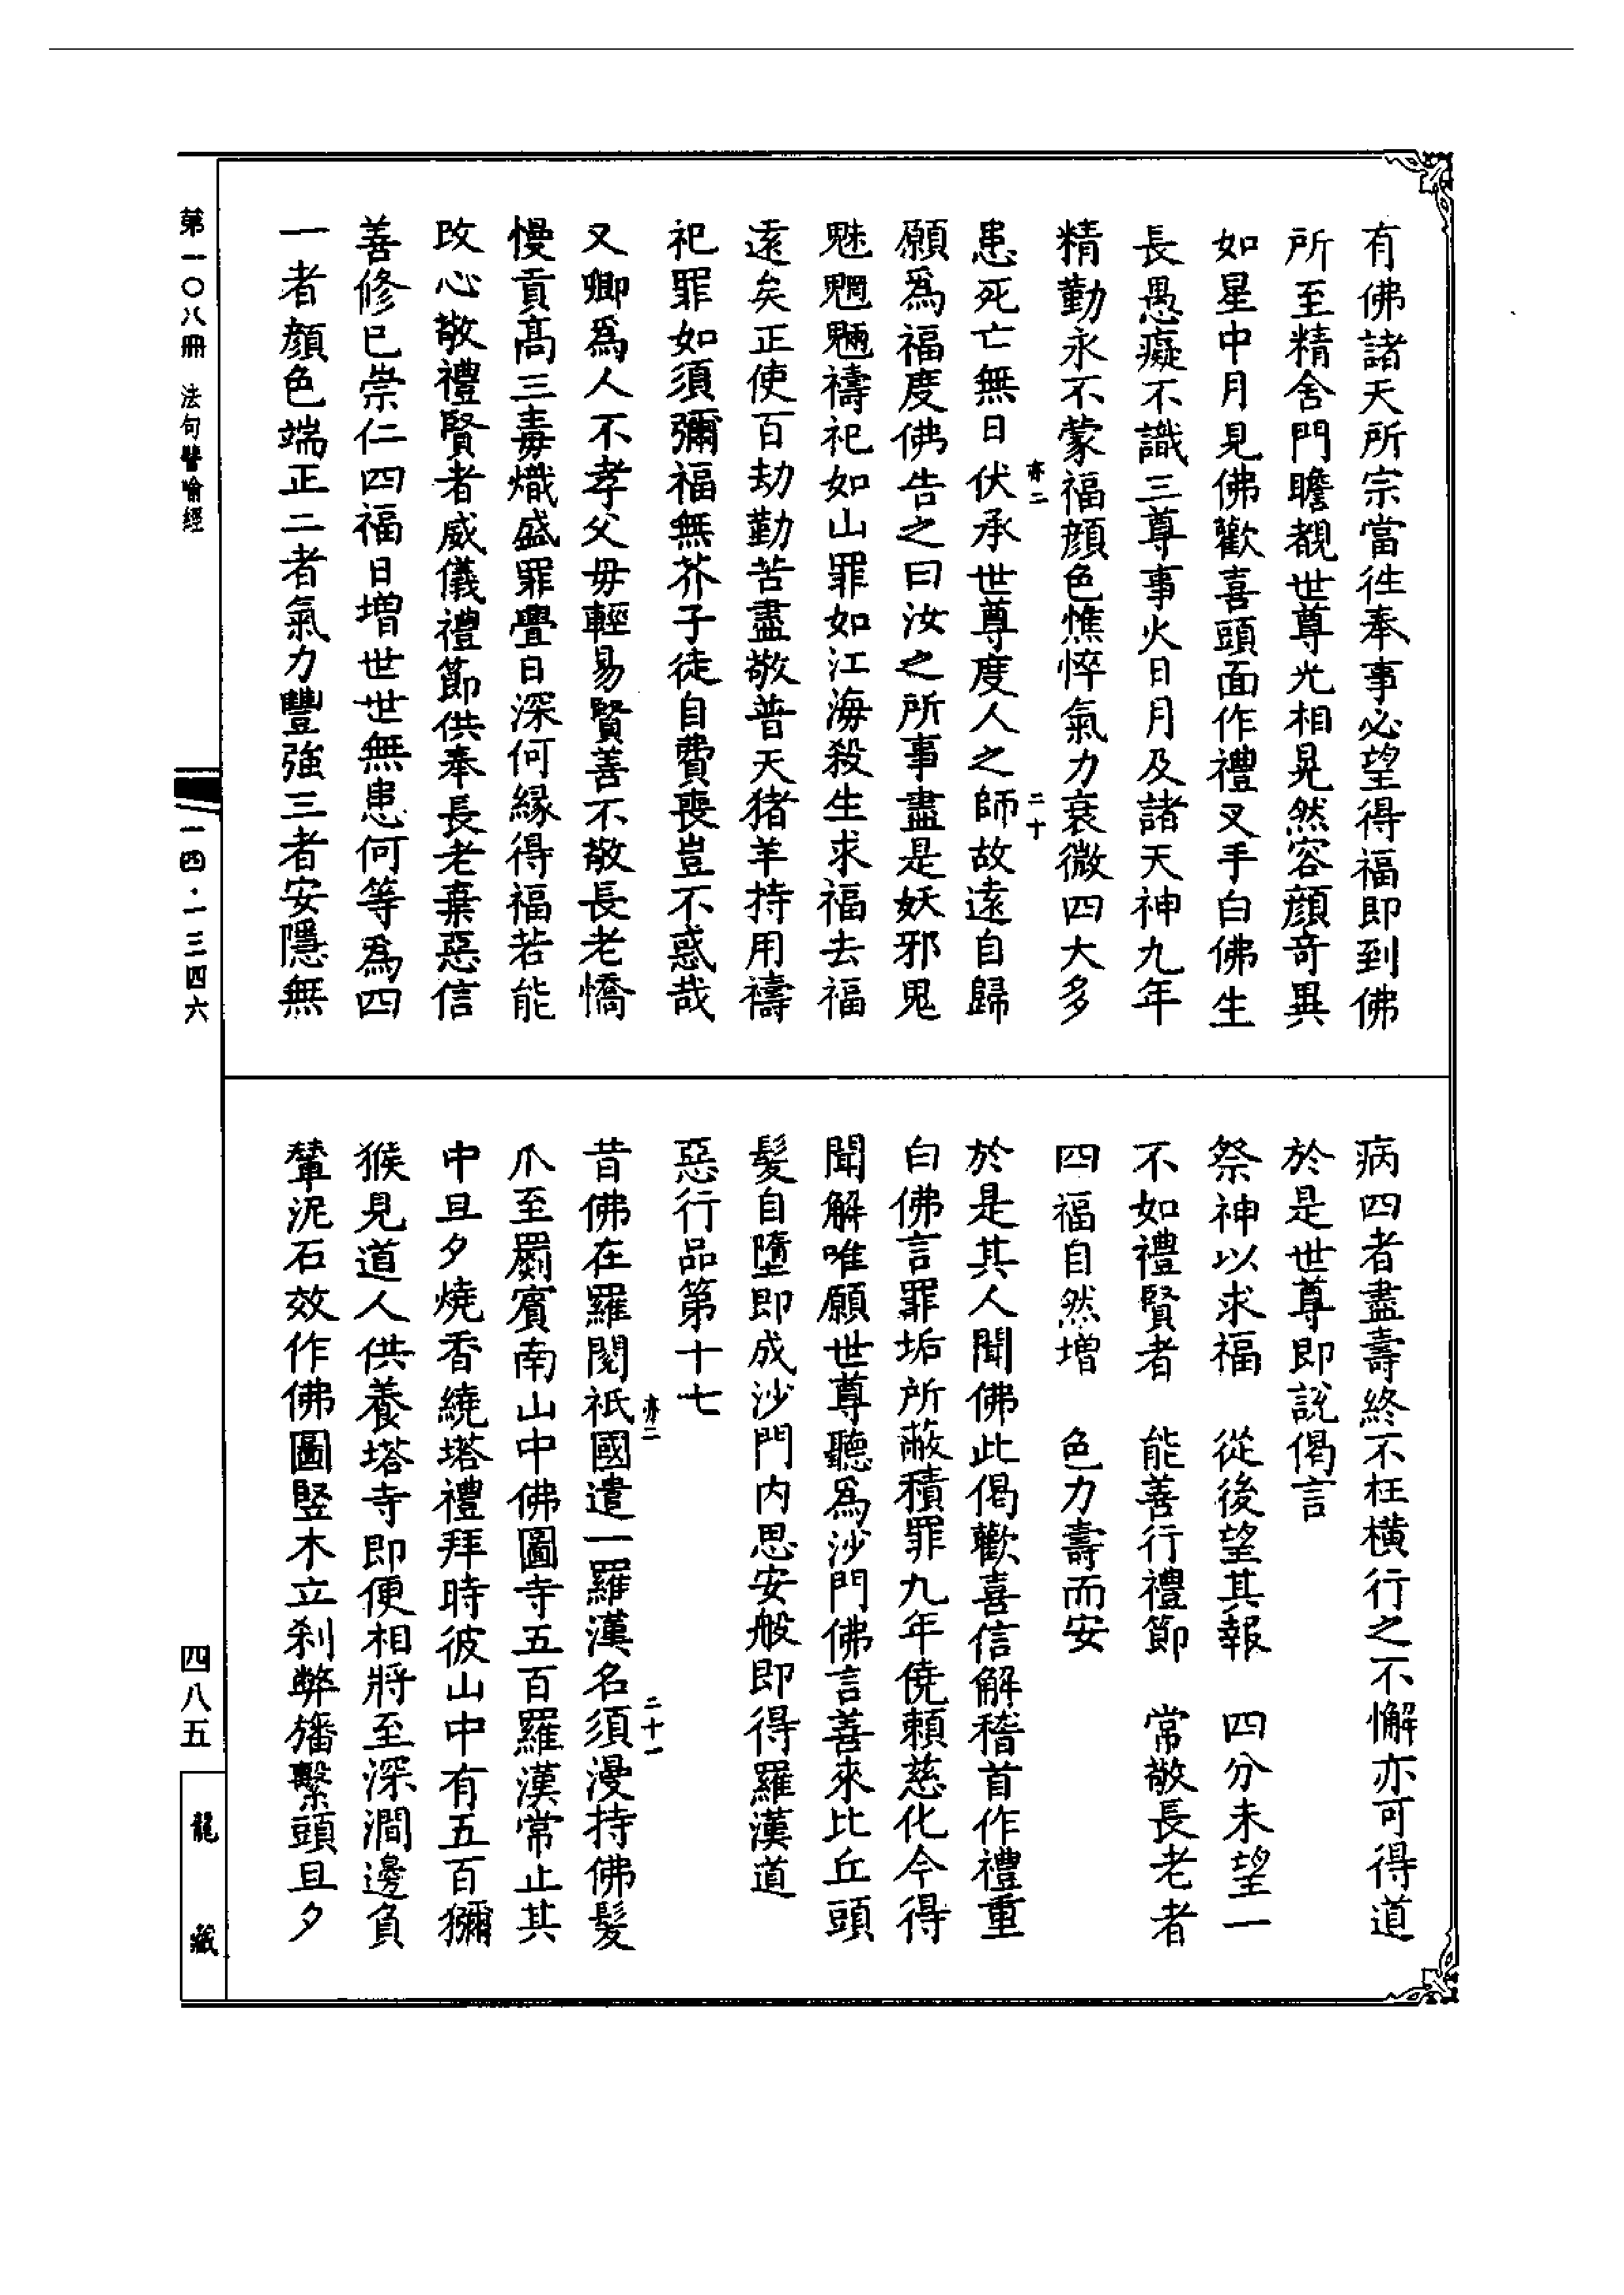 有佛諸天所宗當徃奉事必望得福即到佛
所至精舍門瞻覩世尊光相晃然容顔竒異
如星中月見佛歡喜頭面作禮叉手白佛生
長愚癡不識三尊事火日月及諸天神九年
精勤永不蒙福顔色憔悴氣力衰微四大多
患死亡無日伏承世尊度人之師故遠自歸
亦二
二十
願爲福度佛告之曰汝之所事盡是妖邪鬼
魅魍魎禱祀如山罪如江海殺生求福去福
遠矣正使百劫勤苦盡敬普天猪羊持用禱
祀罪如須彌福無芥子徒自費喪豈不惑哉
又卿爲人不孝父母輕易賢善不敬長老憍
慢貢高三毒熾盛罪舋日深何緣得福若能
改心敬禮賢者威儀禮節供奉長老棄惡信
善修已崇仁四福日增世世無患何等爲四
一者顔色端正二者氣力豐強三者安隱無
病四者盡壽終不枉橫行之不懈亦可得道
於是世尊即說偈言
祭神以求福　從後望其報　四分未望一
不如禮賢者　能善行禮節　常敬長老者
四福自然增　色力壽而安
於是其人聞佛此偈歡喜信解稽首作禮重
白佛言罪垢所蔽積罪九年僥賴慈化今得
聞解唯願世尊聽爲沙門佛言善來比丘頭
髮自墮即成沙門内思安般即得羅漢道
惡行品第十七
昔佛在羅閱祇國遣一羅漢名須漫持佛髮
亦二
二十一
爪至罽賓南山中佛圖寺五百羅漢常止其
中旦夕燒香繞塔禮拜時彼山中有五百獼
猴見道人供養塔寺即便相將至深澗邊負
輦泥石效作佛圖竪木立刹弊旛繫頭旦夕
第一〇八冊　法句譬喻經
一四·一三四六
四八五
龍藏